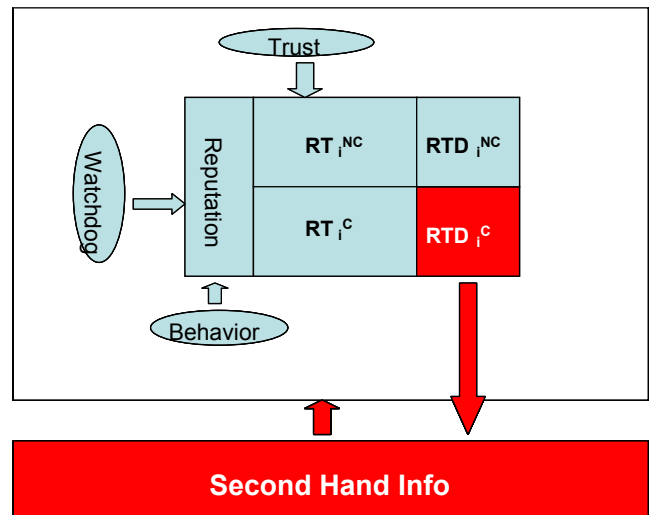 Trust
Watchdog
Reputation
RT i^NC
RTD i^NC
RT i^C
RTD i^C
Behavior
Second Hand Info